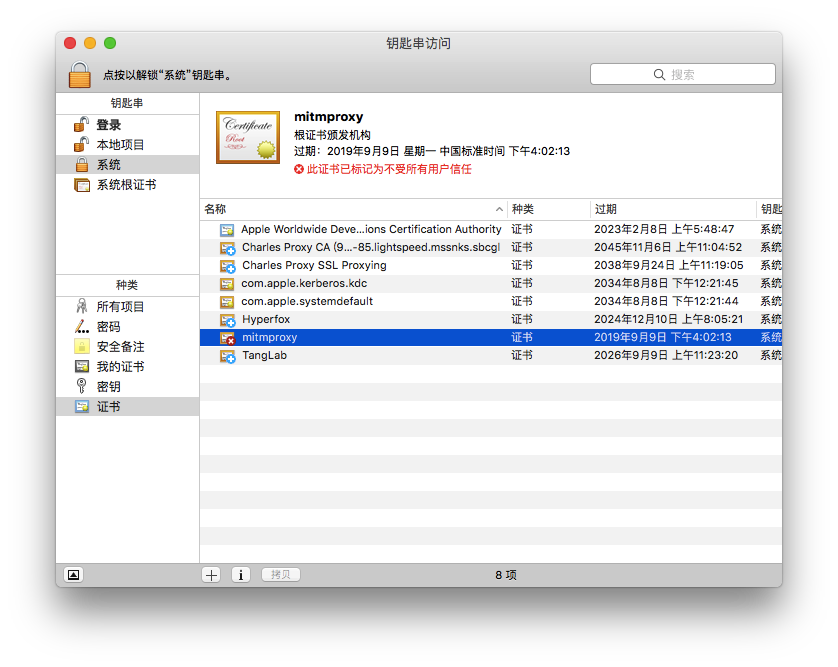 钥匙串访问
点按以解锁“系统”钥匙串。
搜索
钥匙串
登录
本地项目
系统
系统根证书
种类
所有项目
密码
安全备注
我的证书
密钥
证书
Certificate
Root
mitmproxy
根证书颁发机构
过期：2019年9月9日 星期一 中国标准时间 下午4:02:13
此证书已标记为不受所有用户信任
名称 种类 过期 钥匙
Apple Worldwide Deve...ions Certification Authority 证书 2023年2月8日 上午5:48:47 系统
Charles Proxy CA (9...-85.lightspeed.mssnks.sbcgl 证书 2045年11月6日 上午11:04:52 系统
Charles Proxy SSL Proxying 证书 2038年9月24日 上午11:19:05 系统
com.apple.kerberos.kdc 证书 2034年8月8日 下午12:21:45 系统
com.apple.systemdefault 证书 2034年8月8日 下午12:21:44 系统
Hyperfox 证书 2024年12月10日 上午8:05:21 系统
mitmproxy 证书 2019年9月9日 下午4:02:13 系统
TangLab 证书 2026年9月9日 上午11:23:20 系统
拷贝
8 项